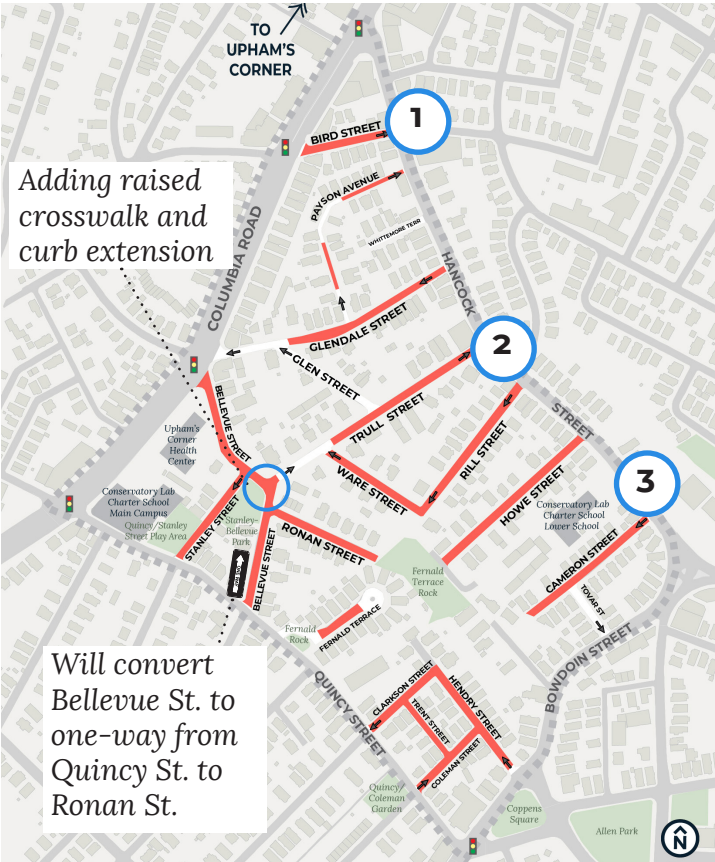 TO
UPHAM'S
CORNER
1
BIRD STREET
Adding raised
crosswalk and
curb extension
PAYSON AVENUE
WHITTEMORE TERR
COLUMBIA ROAD
HANCOCK
GLENDALE STREET
2
GLEN STREET
TRULL STREET
BELLEVUE STREET
STREET
Upham's
Corner
Health
Center
RILL STREET
WARE STREET
HOWE STREET
3
Conservatory Lab
Charter School
Main Campus
Quincy/Stanley
Street Play Area
STANLEY STREET
Stanley-
Bellevue
Park
Conservatory Lab
Charter School
Lower School
RONAN STREET
CAMERON STREET
BELLEVUE STREET
Fernald
Terrace
Rock
TOVAR ST
Fernald
Rock
FERNALD TERRACE
BOWDOIN STREET
Will convert
Bellevue St. to
one-way from
Quincy St. to
Ronan St.
QUINCY STREET
CLARKSON STREET
HENDRY STREET
TRENT STREET
COLEMAN STREET
Quincy/
Coleman
Garden
Coppens
Square
Allen Park
N